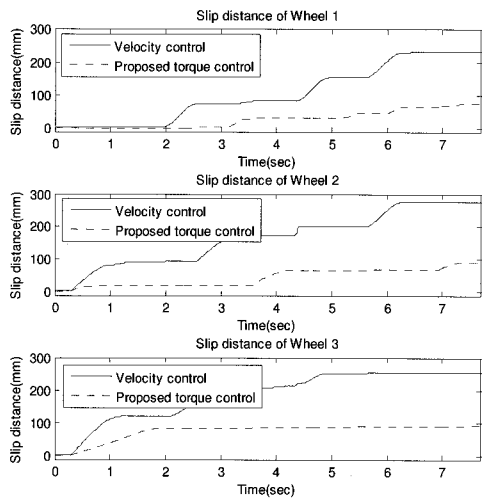 Slip distance of Wheel 1
300
200
100
0
Slip distance(mm)
Velocity control
Proposed torque control
0 1 2 3 4 5 6 7
Time(sec)
Slip distance of Wheel 2
300
200
100
0
Slip distance(mm)
Velocity control
Proposed torque control
0 1 2 3 4 5 6 7
Time(sec)
Slip distance of Wheel 3
300
200
100
0
Slip distance(mm)
Velocity control
Proposed torque control
0 1 2 3 4 5 6 7
Time(sec)